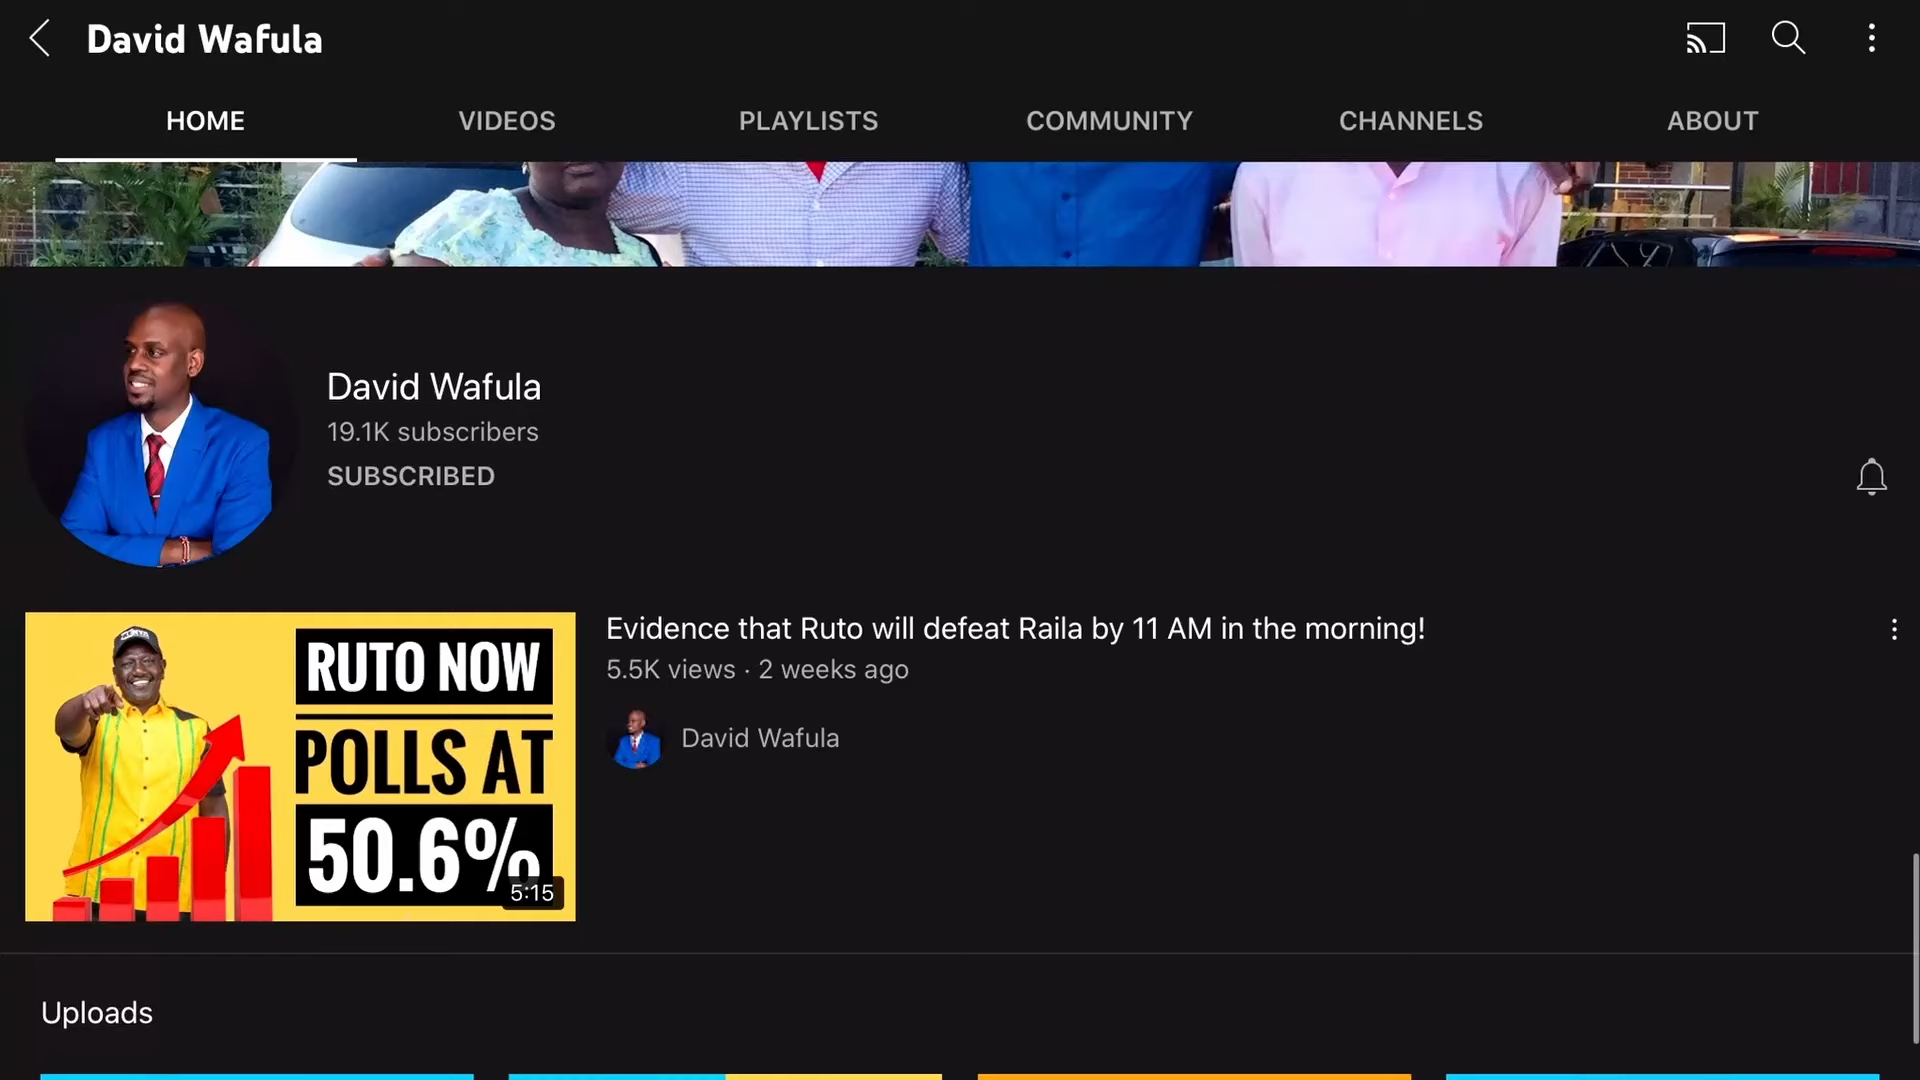 David Wafula
HOME
VIDEOS
PLAYLISTS
COMMUNITY
CHANNELS
ABOUT
David Wafula
19.1K subscribers
SUBSCRIBED
RUTO NOW
POLLS AT
50.6%
5:15
Evidence that Ruto will defeat Raila by 11 AM in the morning!
5.5K views · 2 weeks ago
David Wafula
Uploads